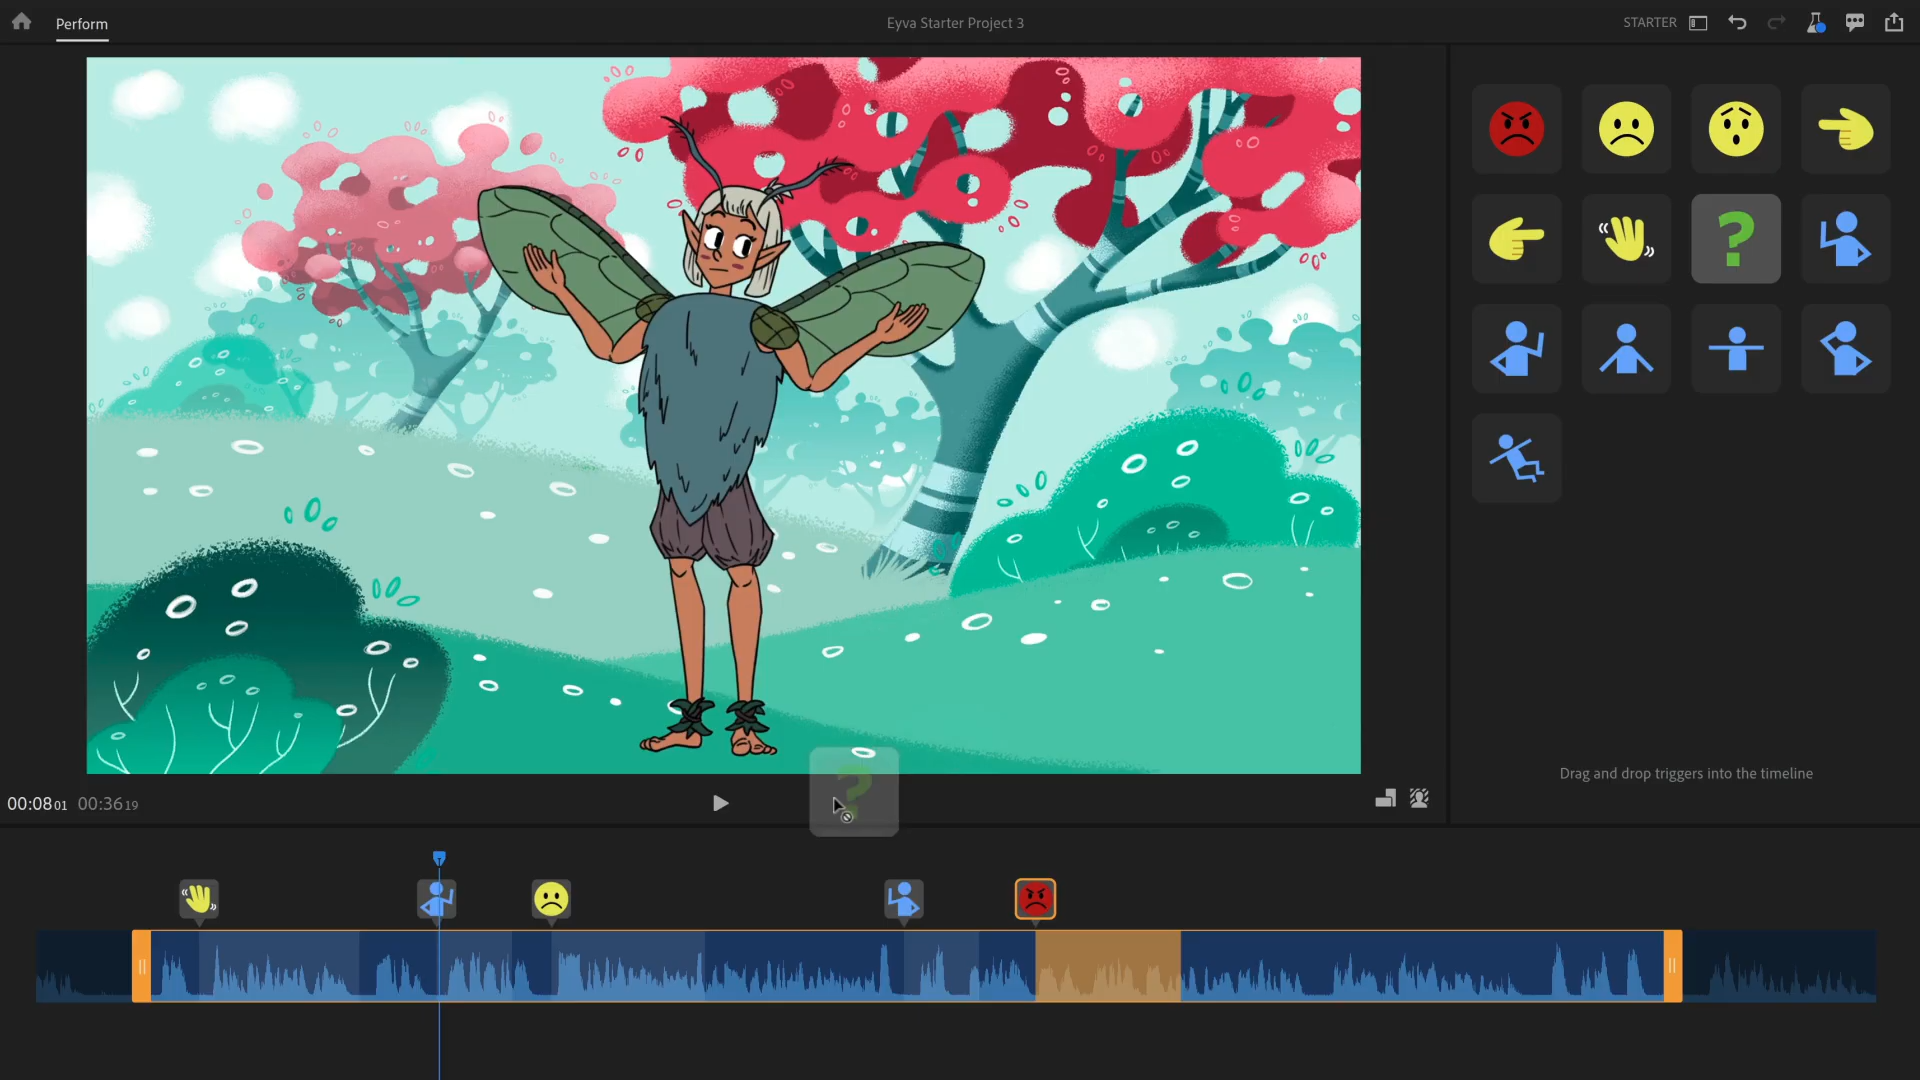 Perform
Eyva Starter Project 3
STARTER
Drag and drop triggers into the timeline
00:08 01 00:36 19